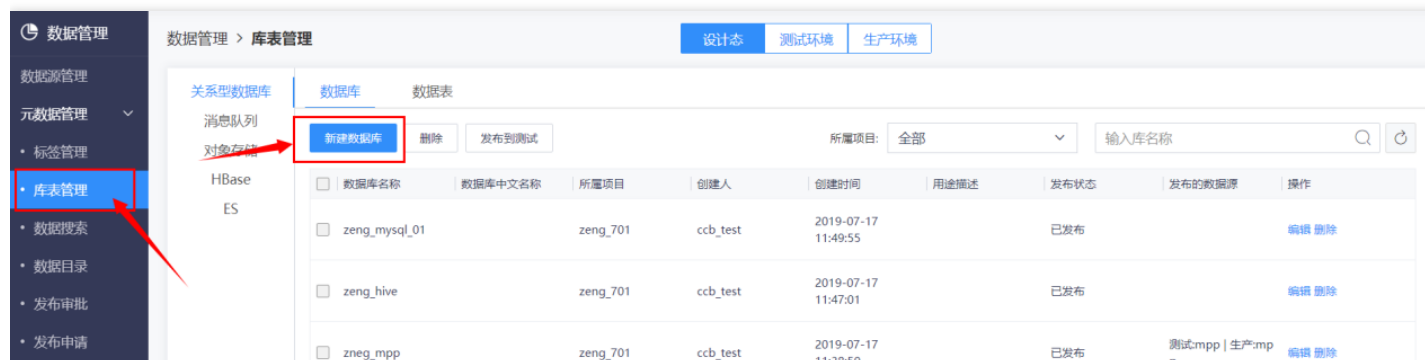 数据管理
数据管理 > 库表管理
设计态
测试环境
生产环境
数据源管理
元数据管理
• 标签管理
• 库表管理
• 数据搜索
• 数据目录
• 发布审批
• 发布申请
关系型数据库
消息队列
对象存储
HBase
ES
数据库
数据表
新建数据库
删除
发布到测试
所属项目:
全部
输入库名称
数据库名称 数据库中文名称 所属项目 创建人 创建时间 用途描述 发布状态 发布的数据源 操作
zeng_mysql_01 zeng_701 ccb_test 2019-07-17 已发布 编辑 删除
11:49:55
zeng_hive zeng_701 ccb_test 2019-07-17 已发布 编辑 删除
11:47:01
zneg_mpp zeng_701 ccb_test 2019-07-17 已发布 测试:mpp | 生产:mp 编辑 删除